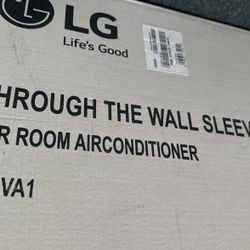 LG
Life's Good
HROUGH THE WALL SLEEV
R ROOM AIRCONDITIONER
VA1